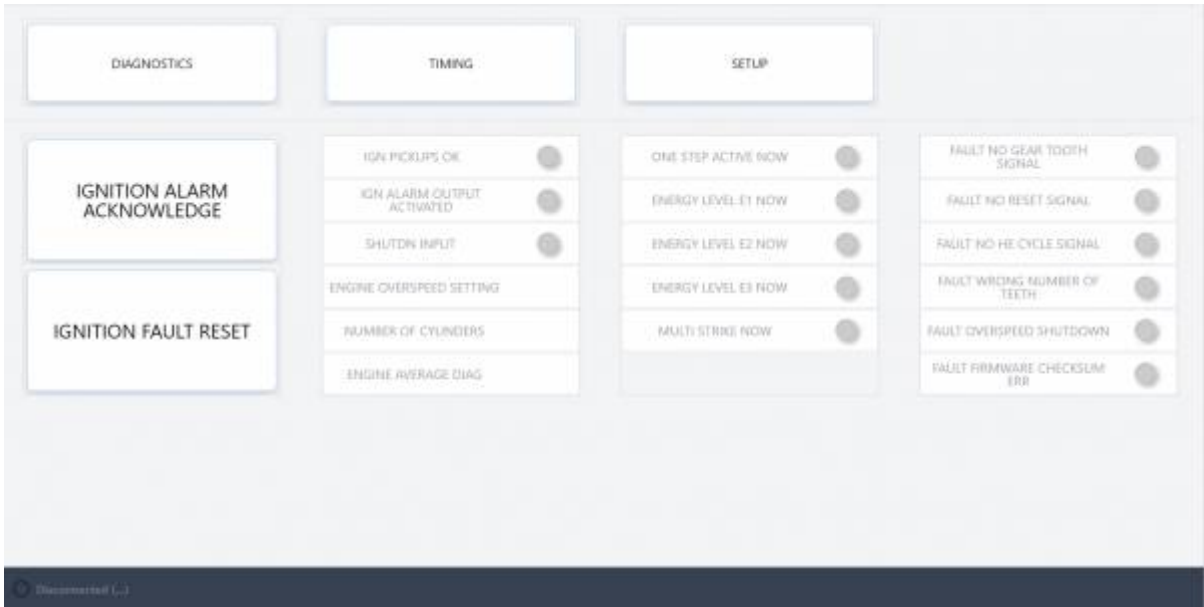 DIAGNOSTICS
TIMING
SETUP
IGNITION ALARM
ACKNOWLEDGE
IGNITION FAULT RESET
IGN PICKUPS OK
IGN ALARM OUTPUT
ACTIVATED
SHUTDN INPUT
ENGINE OVERSPEED SETTING
NUMBER OF CYLINDERS
ENGINE AVERAGE DIAG
ONE STEP ACTIVE NOW
ENERGY LEVEL E1 NOW
ENERGY LEVEL E2 NOW
ENERGY LEVEL E3 NOW
MULTI STRIKE NOW
FAULT NO GEAR TOOTH
SIGNAL
FAULT NO RESET SIGNAL
FAULT NO HE CYCLE SIGNAL
FAULT WRONG NUMBER OF
TEETH
FAULT OVERSPEED SHUTDOWN
FAULT FIRMWARE CHECKSUM
ERR
Disconnected (...)